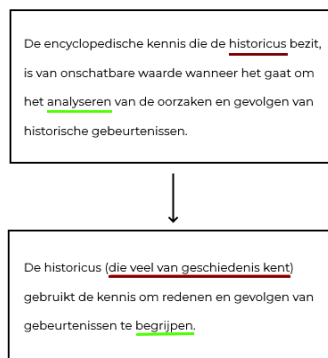 De encyclopedische kennis die de historicus bezit,
is van onschatbare waarde wanneer het gaat om
het analyseren van de oorzaken en gevolgen van
historische gebeurtenissen.
De historicus (die veel van geschiedenis kent)
gebruikt de kennis om redenen en gevolgen van
gebeurtenissen te begrijpen.